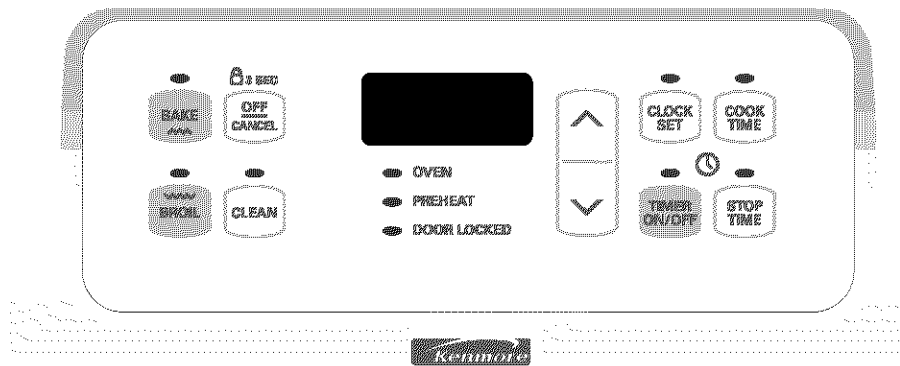 3 SEC
BAKE
OFF
CANCEL
CLOCK
SET
COOK
TIME
OVEN
PREHEAT
DOOR LOCKED
BROIL
CLEAN
TIMER
ON/OFF
STOP
TIME
Kenmore